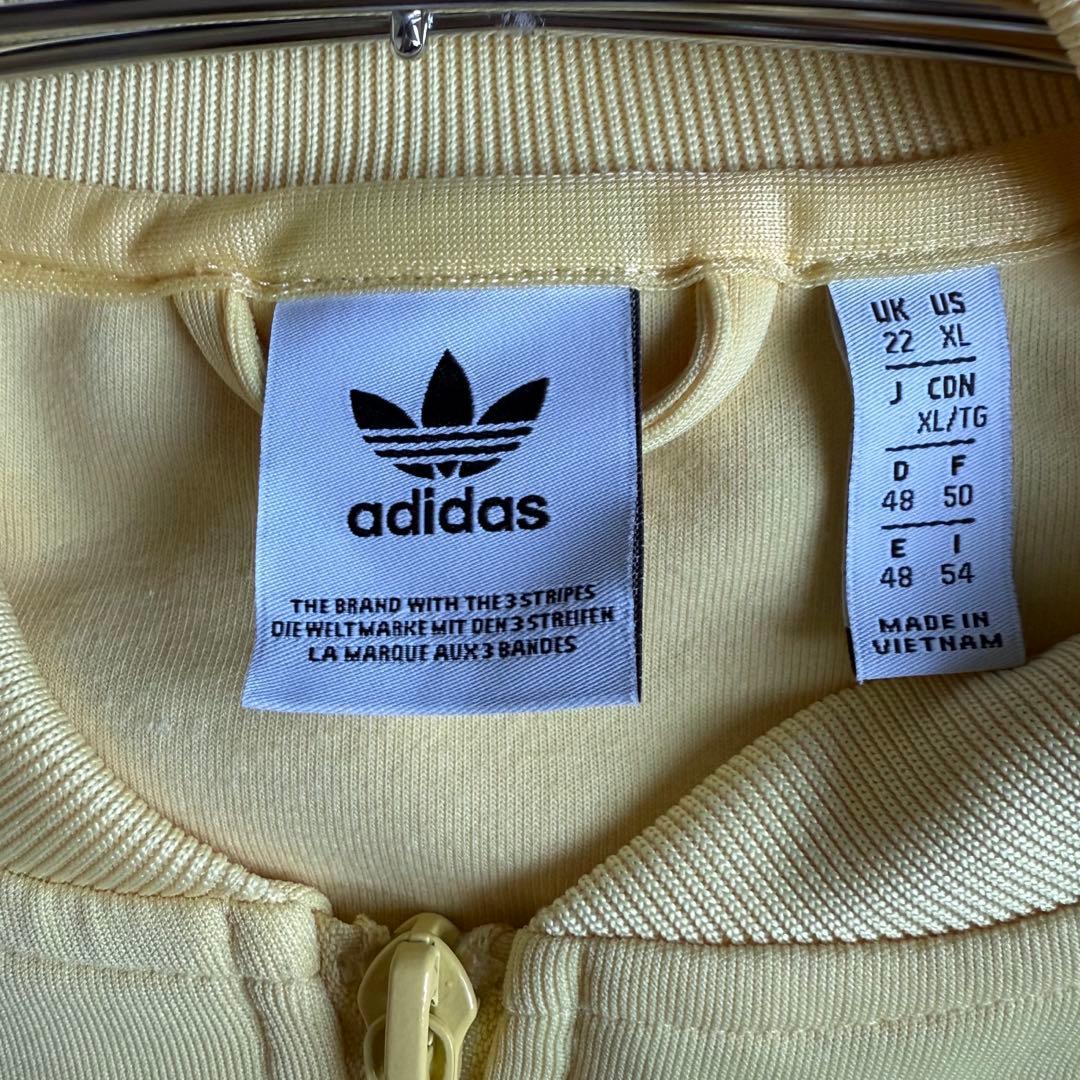 adidas
THE BRAND WITH THE 3 STRIPES
DIE WELTMARKE MIT DEN 3 STREIFEN
LA MARQUE AUX 3 BANDES
UK US
22 XL
J CDN
XL/TG
D F
48 50
E I
48 54
MADE IN
VIETNAM